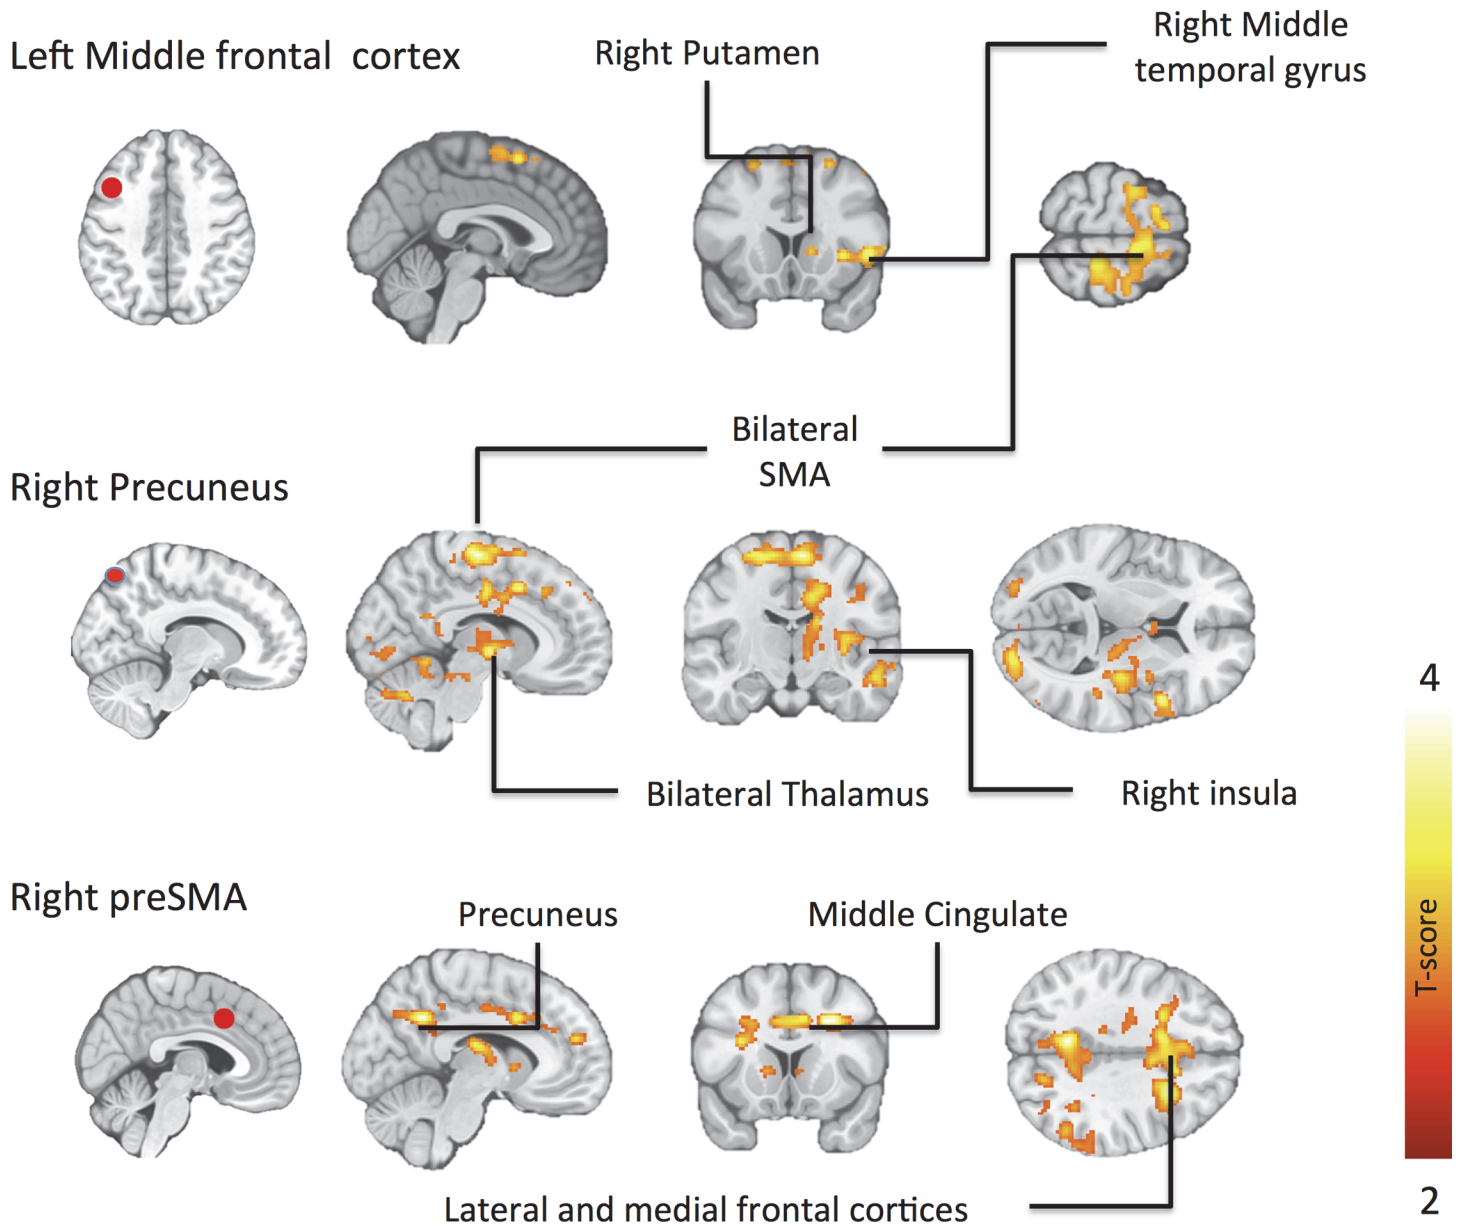 Left Middle frontal cortex
Right Putamen
Right Middle
temporal gyrus
Bilateral
SMA
Right Precuneus
Bilateral Thalamus
Right insula
4
T-score
2
Right preSMA
Precuneus
Middle Cingulate
Lateral and medial frontal cortices